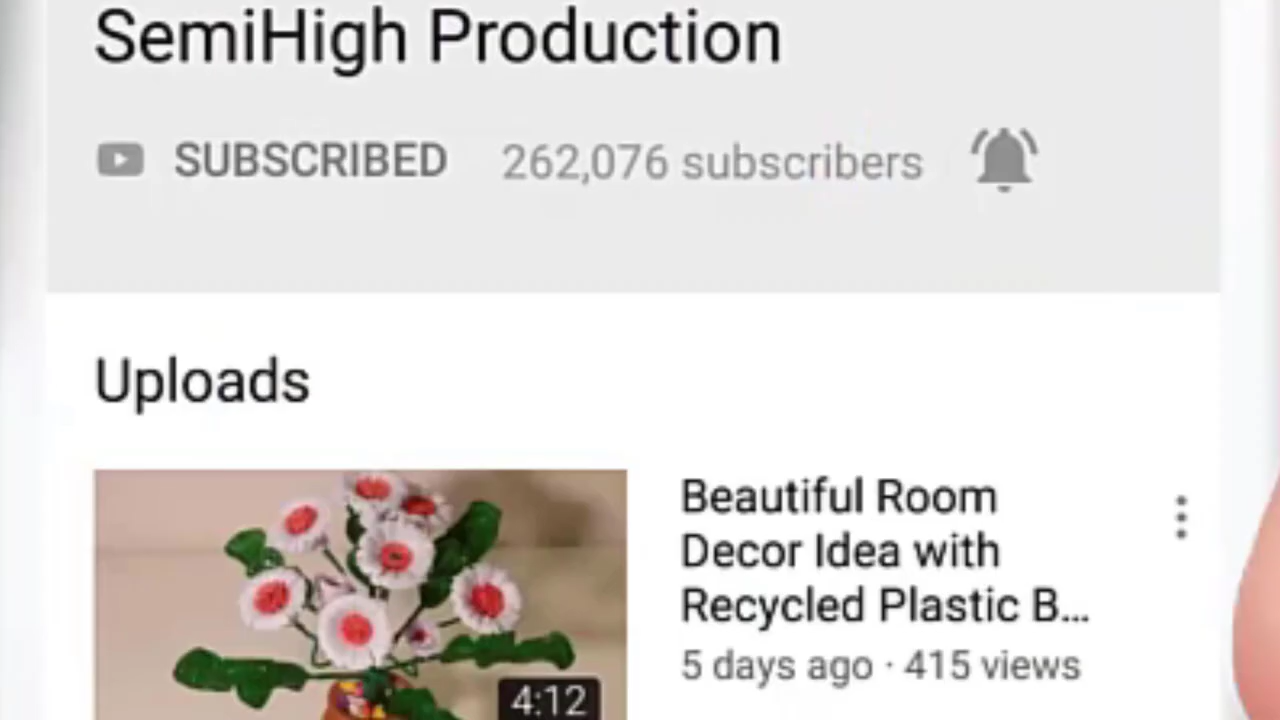 SemiHigh Production
SUBSCRIBED 262,076 subscribers
Uploads
Beautiful Room
Decor Idea with
Recycled Plastic B...
5 days ago · 415 views
4:12